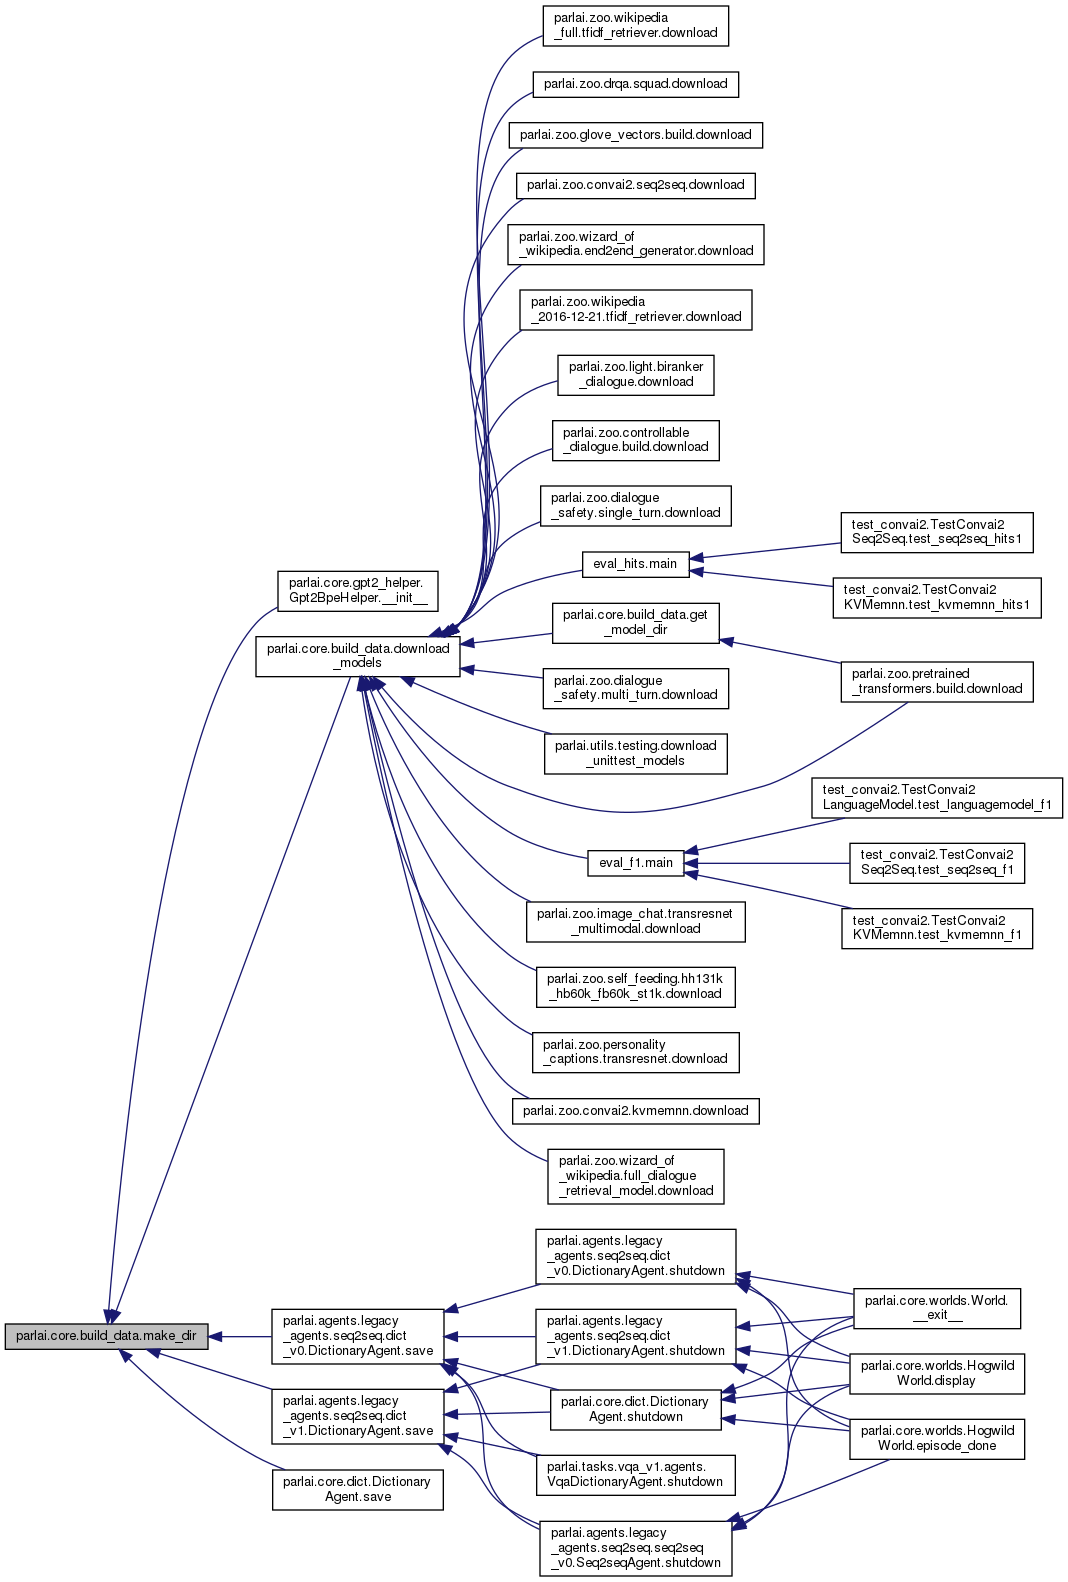 parlai.zoo.wikipedia
_full.tfidf_retriever.download
parlai.zoo.drqa.squad.download
parlai.zoo.glove_vectors.build.download
parlai.zoo.convai2.seq2seq.download
parlai.zoo.wizard_of
_wikipedia.end2end_generator.download
parlai.zoo.wikipedia
_2016-12-21.tfidf_retriever.download
parlai.zoo.light.biranker
_dialogue.download
parlai.zoo.controllable
_dialogue.build.download
parlai.zoo.dialogue
_safety.single_turn.download
test_convai2.TestConvai2
Seq2Seq.test_seq2seq_hits1
eval_hits.main
parlai.core.gpt2_helper.
Gpt2BpeHelper.__init__
test_convai2.TestConvai2
KVMemnn.test_kvmemnn_hits1
parlai.core.build_data.get
_model_dir
parlai.core.build_data.download
_models
parlai.zoo.pretrained
_transformers.build.download
parlai.zoo.dialogue
_safety.multi_turn.download
parlai.utils.testing.download
_unittest_models
test_convai2.TestConvai2
LanguageModel.test_languagemodel_f1
eval_f1.main
test_convai2.TestConvai2
Seq2Seq.test_seq2seq_f1
parlai.zoo.image_chat.transresnet
_multimodal.download
test_convai2.TestConvai2
KVMemnn.test_kvmemnn_f1
parlai.zoo.self_feeding.hh131k
_hb60k_fb60k_st1k.download
parlai.zoo.personality
_captions.transresnet.download
parlai.zoo.convai2.kvmemnn.download
parlai.zoo.wizard_of
_wikipedia.full_dialogue
_retrieval_model.download
parlai.agents.legacy
_agents.seq2seq.dict
_v0.DictionaryAgent.shutdown
parlai.core.worlds.World.
__exit__
parlai.core.build_data.make_dir
parlai.agents.legacy
_agents.seq2seq.dict
_v0.DictionaryAgent.save
parlai.agents.legacy
_agents.seq2seq.dict
_v1.DictionaryAgent.shutdown
parlai.core.worlds.Hogwild
World.display
parlai.agents.legacy
_agents.seq2seq.dict
_v1.DictionaryAgent.save
parlai.core.dict.Dictionary
Agent.shutdown
parlai.core.worlds.Hogwild
World.episode_done
parlai.core.dict.Dictionary
Agent.save
parlai.tasks.vqa_v1.agents.
VqaDictionaryAgent.shutdown
parlai.agents.legacy
_agents.seq2seq.seq2seq
_v0.Seq2seqAgent.shutdown